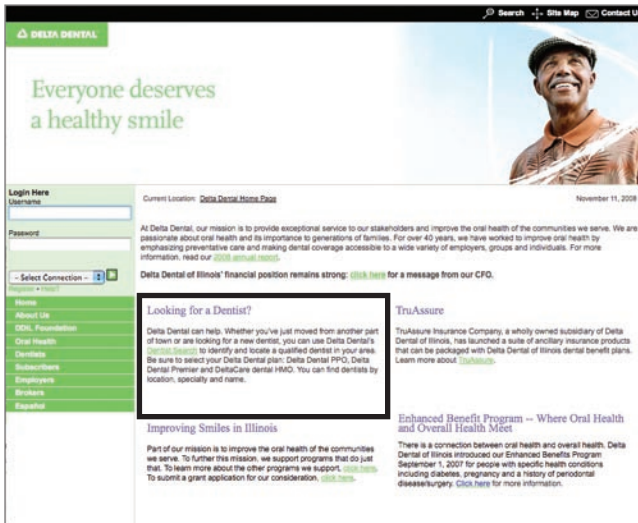 Search Site Map Contact U
DELTA DENTAL
Everyone deserves
a healthy smile
Login Here
Username
Password
-- Select Connection --
Register • Help?
Home
About Us
DDIL Foundation
Oral Health
Dentists
Subscribers
Employers
Brokers
Español
Current Location: Delta Dental Home Page
November 11, 2008
At Delta Dental, our mission is to provide exceptional service to our stakeholders and improve the oral health of the communities we serve. We are
passionate about oral health and its importance to generations of families. For over 40 years, we have worked to improve oral health by
emphasizing preventative care and making dental coverage accessible to a wide variety of employers, groups and individuals. For more
information, read our 2008 annual report.
Delta Dental of Illinois' financial position remains strong: click here for a message from our CFO.
Looking for a Dentist?
Delta Dental can help. Whether you've just moved from another part
of town or are looking for a new dentist, you can use Delta Dental's
Dentist Search to identify and locate a qualified dentist in your area.
Be sure to select your Delta Dental plan: Delta Dental PPO, Delta
Dental Premier and DeltaCare dental HMO. You can find dentists by
location, specialty and name.
TruAssure
TruAssure Insurance Company, a wholly owned subsidiary of Delta
Dental of Illinois, has launched a suite of ancillary insurance products
that can be packaged with Delta Dental of Illinois dental benefit plans.
Learn more about TruAssure.
Improving Smiles in Illinois
Part of our mission is to improve the oral health of the communities
we serve. To further this mission, we support programs that do just
that. To learn more about the other programs we support, click here.
To submit a grant application for our consideration, click here.
Enhanced Benefit Program -- Where Oral Health
and Overall Health Meet
There is a connection between oral health and overall health. Delta
Dental of Illinois introduced our Enhanced Benefits Program
September 1, 2007 for people with specific health conditions
including diabetes, pregnancy and a history of periodontal
disease/surgery. Click here for more information.